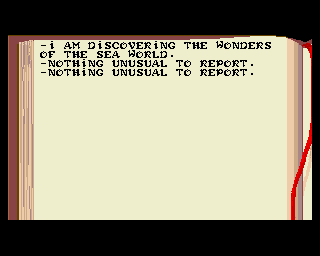 -I AM DISCOVERING THE WONDERS
OF THE SEA WORLD.
-NOTHING UNUSUAL TO REPORT.
-NOTHING UNUSUAL TO REPORT.